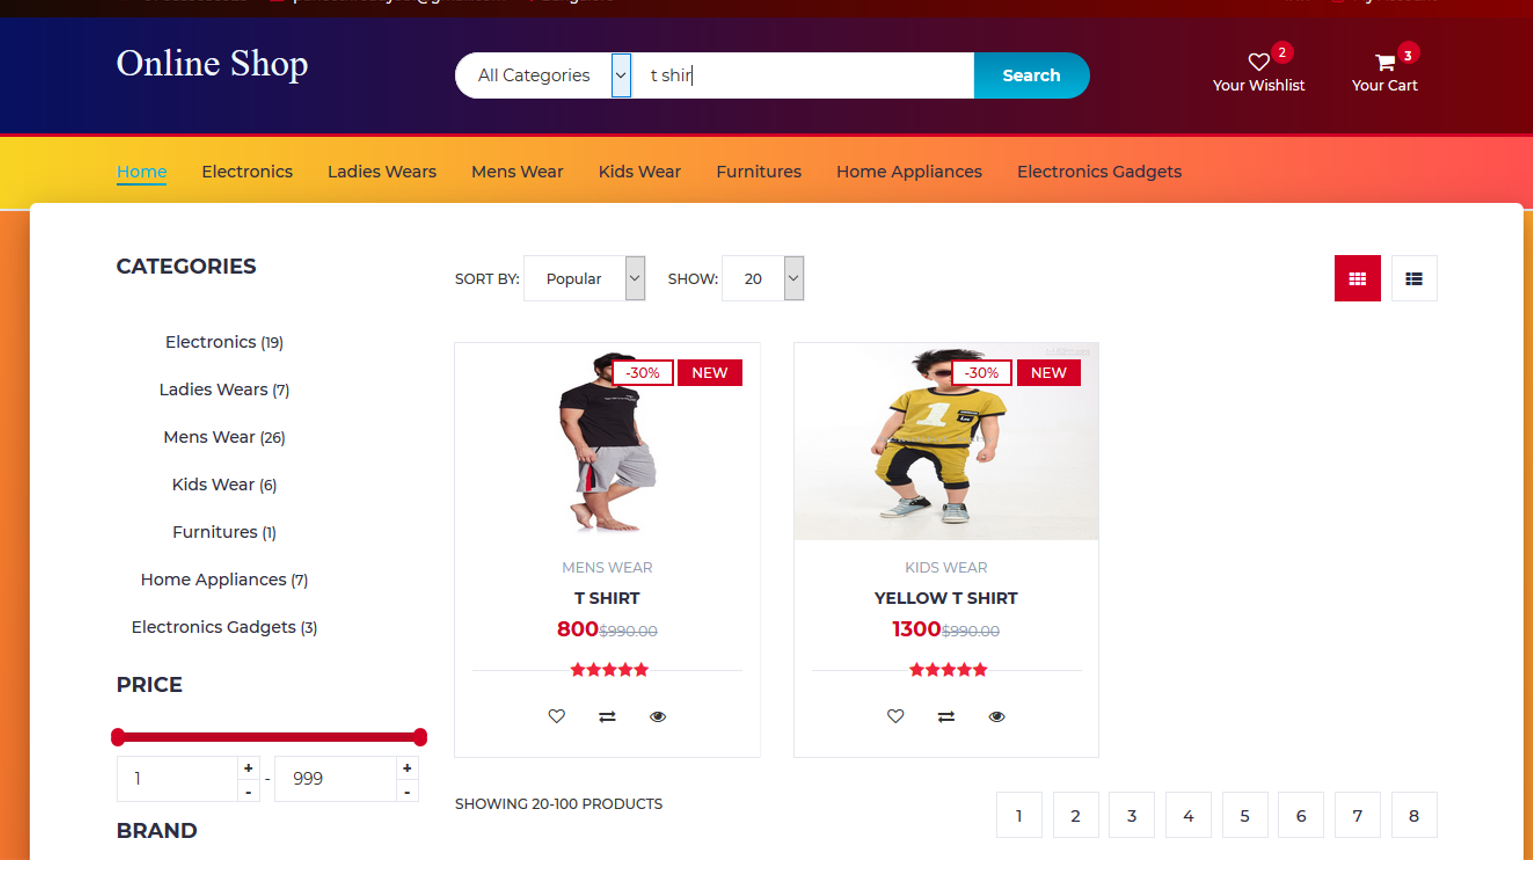 Online Shop
All Categories
t shir
Search
2
Your Wishlist
3
Your Cart
Home
Electronics
Ladies Wears
Mens Wear
Kids Wear
Furnitures
Home Appliances
Electronics Gadgets
CATEGORIES
Electronics (19)
Ladies Wears (7)
Mens Wear (26)
Kids Wear (6)
Furnitures (1)
Home Appliances (7)
Electronics Gadgets (3)
PRICE
1
+
-
-
999
+
-
BRAND
SORT BY: Popular
SHOW: 20
-30%
NEW
MENS WEAR
T SHIRT
800$990.00
-30%
NEW
1
KIDS WEAR
YELLOW T SHIRT
1300$990.00
SHOWING 20-100 PRODUCTS
1
2
3
4
5
6
7
8